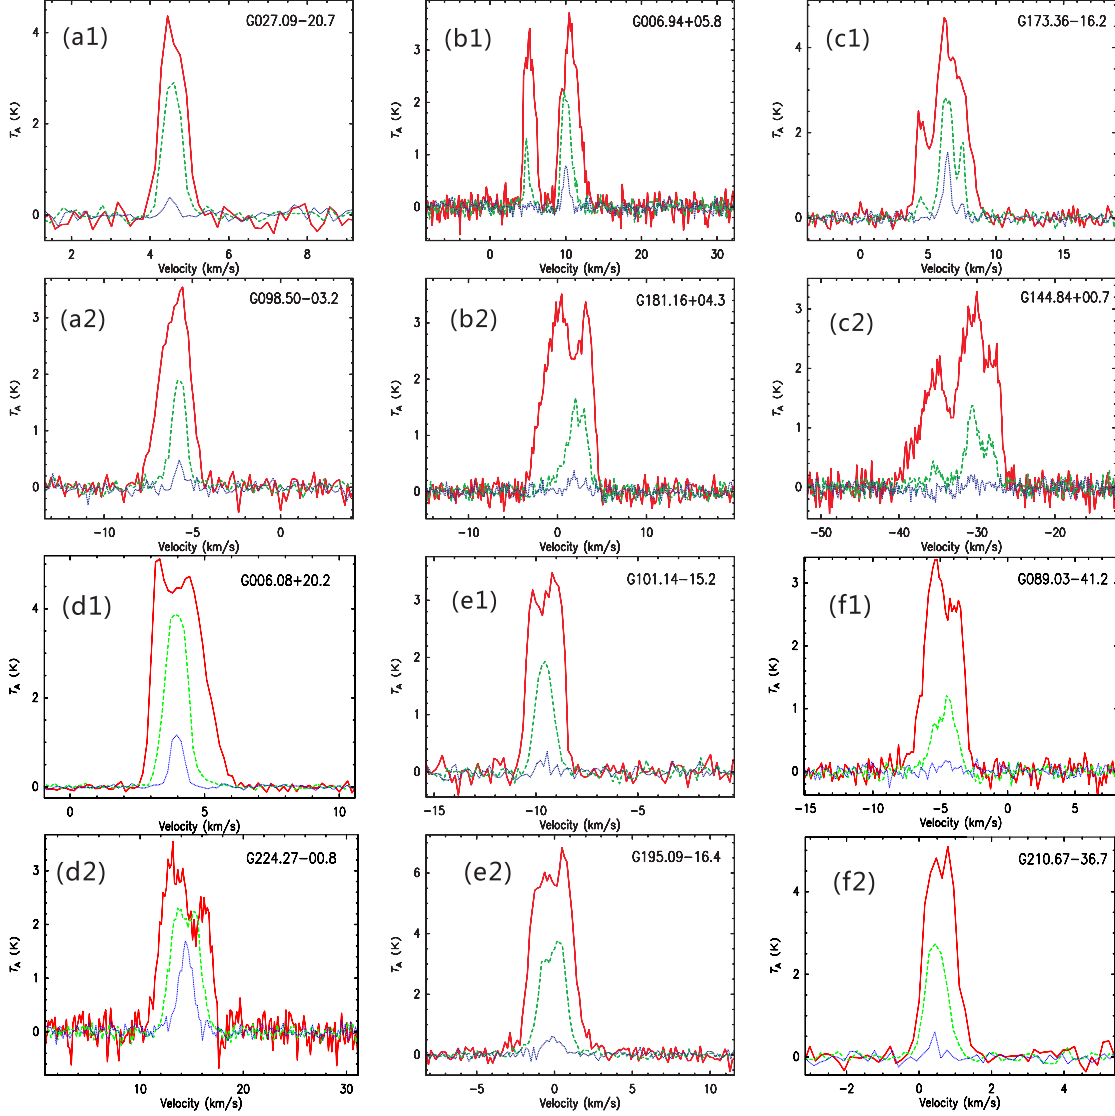 (a1) G027.09−20.7
T_A (K)
4
2
0
2 4 6 8
Velocity (km/s)
(b1) G006.94+05.8
T_A (K)
3
2
1
0
0 10 20 30
Velocity (km/s)
(c1) G173.36−16.2
T_A (K)
4
2
0
0 5 10 15
Velocity (km/s)
(a2) G098.50−03.2
T_A (K)
3
2
1
0
−10 −5 0
Velocity (km/s)
(b2) G181.16+04.3
T_A (K)
3
2
1
0
−10 0 10
Velocity (km/s)
(c2) G144.84+00.7
T_A (K)
3
2
1
0
−50 −40 −30 −20
Velocity (km/s)
(d1) G006.08+20.2
T_A (K)
4
2
0
0 5 10
Velocity (km/s)
(e1) G101.14−15.2
T_A (K)
3
2
1
0
−15 −10 −5
Velocity (km/s)
(f1) G089.03−41.2
T_A (K)
3
2
1
0
−15 −10 −5 0 5
Velocity (km/s)
(d2) G224.27−00.8
T_A (K)
3
2
1
0
10 20 30
Velocity (km/s)
(e2) G195.09−16.4
T_A (K)
6
4
2
0
−5 0 5 10
Velocity (km/s)
(f2) G210.67−36.7
T_A (K)
4
2
0
−2 0 2 4
Velocity (km/s)